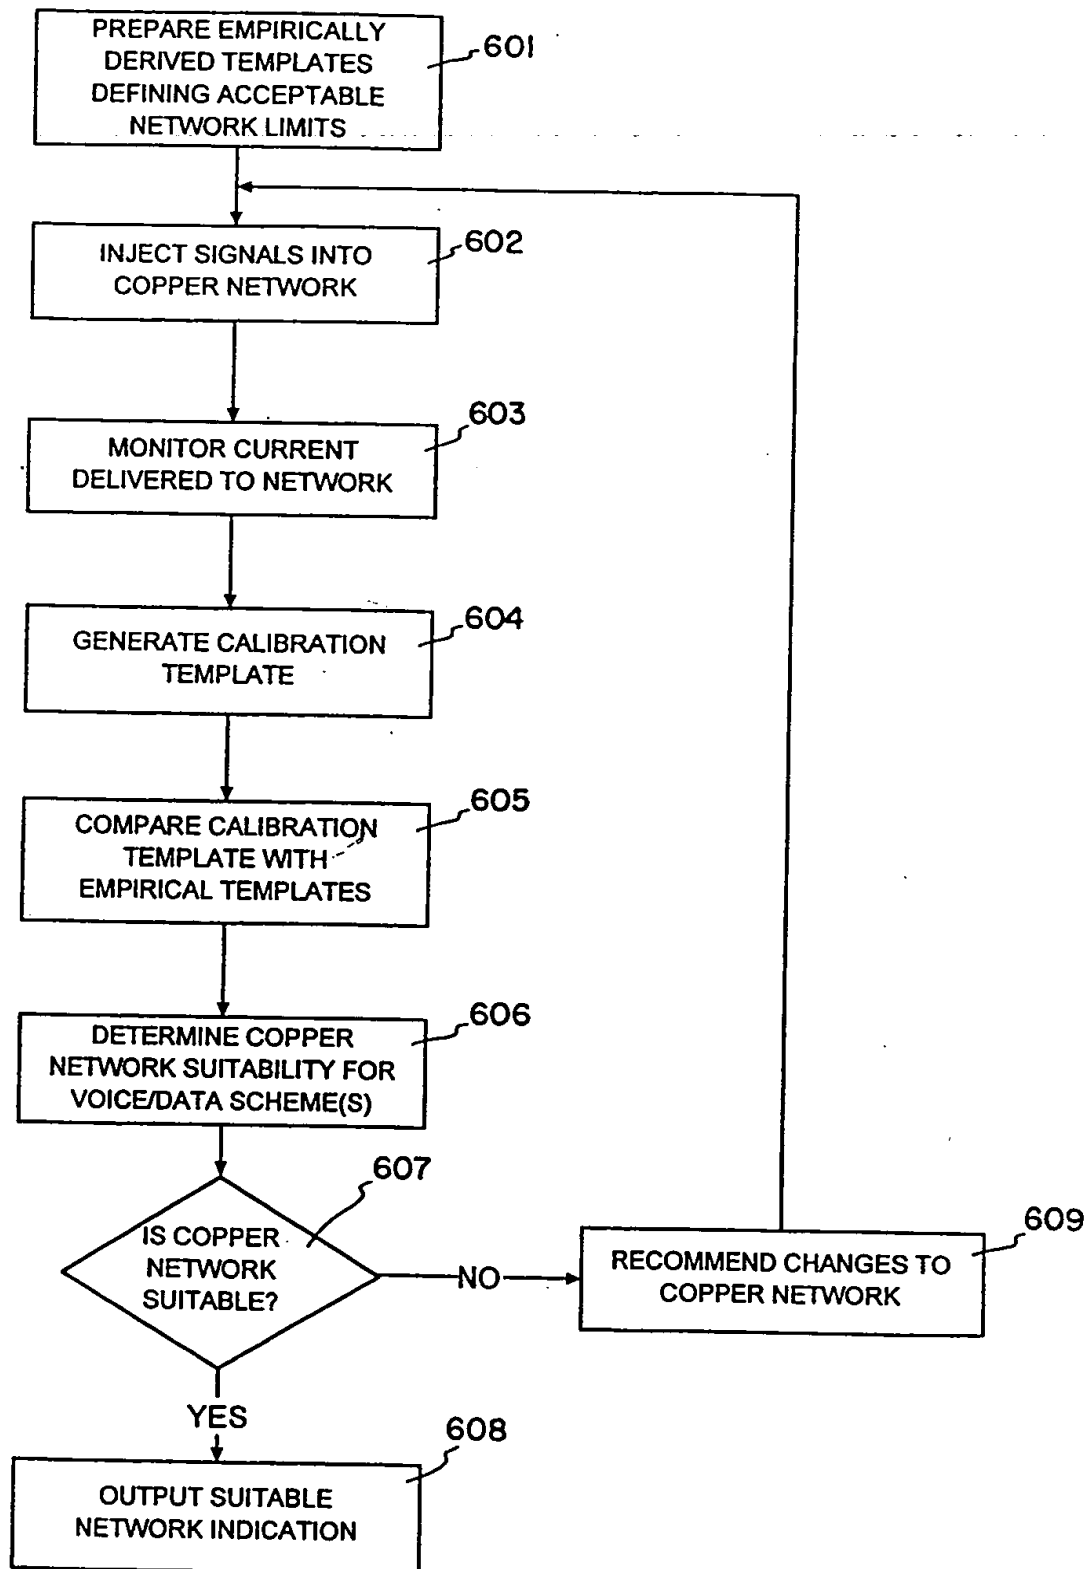 PREPARE EMPIRICALLY
DERIVED TEMPLATES
DEFINING ACCEPTABLE
NETWORK LIMITS
601
INJECT SIGNALS INTO
COPPER NETWORK
602
MONITOR CURRENT
DELIVERED TO NETWORK
603
GENERATE CALIBRATION
TEMPLATE
604
COMPARE CALIBRATION
TEMPLATE WITH
EMPIRICAL TEMPLATES
605
DETERMINE COPPER
NETWORK SUITABILITY FOR
VOICE/DATA SCHEME(S)
606
IS COPPER
NETWORK
SUITABLE?
607
NO
RECOMMEND CHANGES TO
COPPER NETWORK
609
YES
OUTPUT SUITABLE
NETWORK INDICATION
608